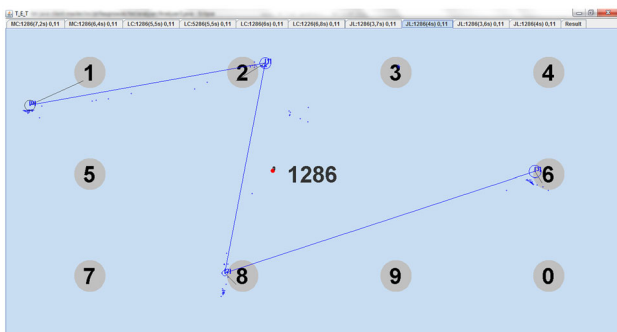 T_E_T
MC:1286(7,2s) 0,11 MC:1286(6,4s) 0,11 LC:1286(5,5s) 0,11 LC:1286(5,5s) 0,11 LC:1286(6s) 0,11 LC:1226(6,8s) 0,11 JL:1286(3,7s) 0,11 JL:1286(4s) 0,11 JL:1286(3,6s) 0,11 JL:1286(4s) 0,11 Result
1 2 3 4
5 1286 6
7 8 9 0